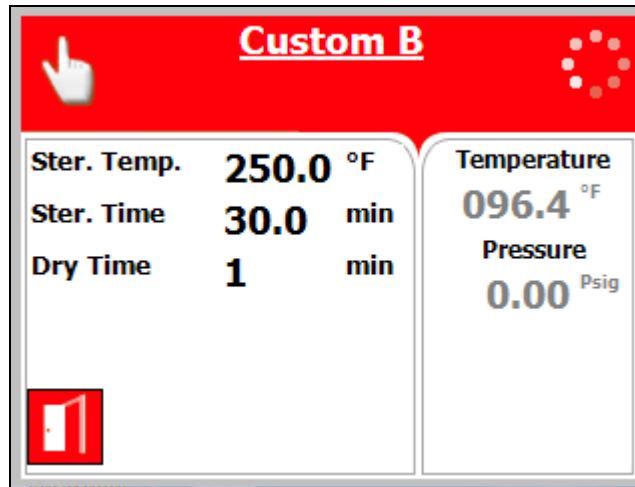 Custom B
Ster. Temp. 250.0 °F
Ster. Time 30.0 min
Dry Time 1 min
Temperature
096.4 °F
Pressure
0.00 Psig